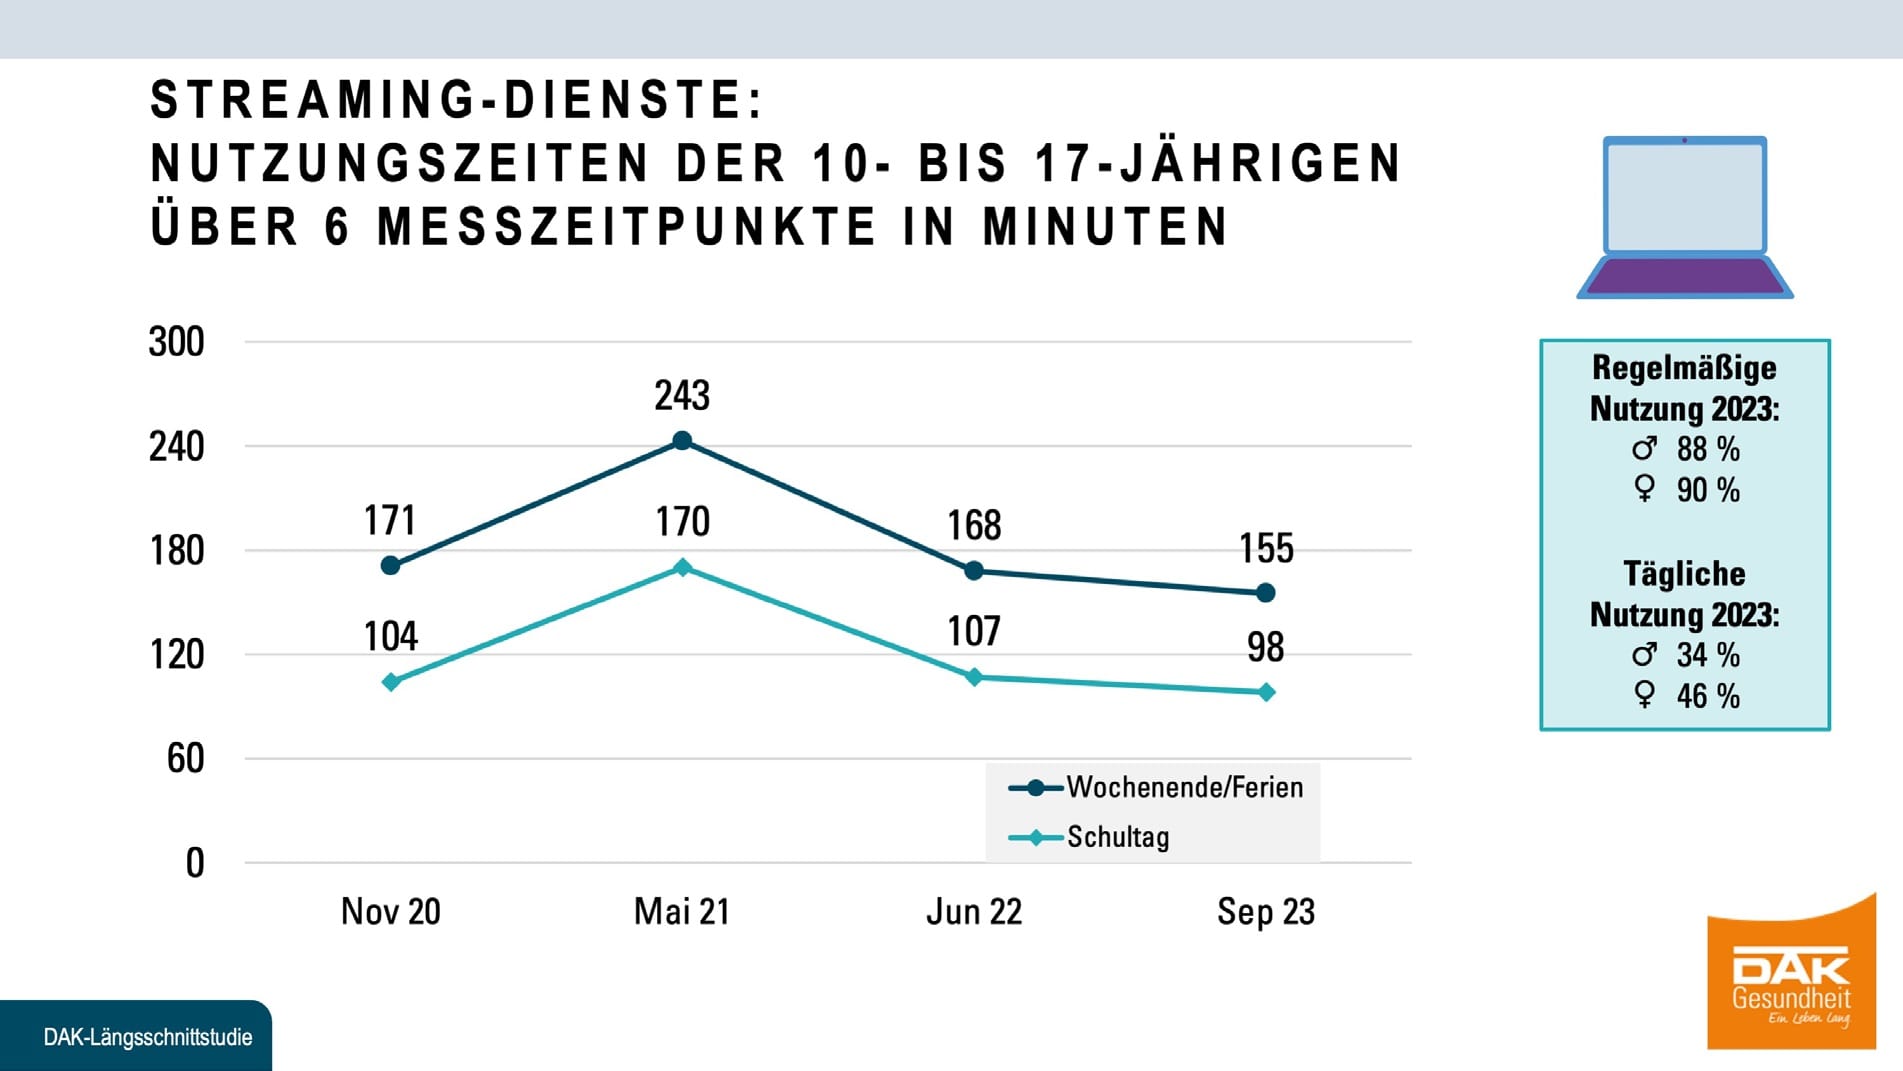 STREAMING-DIENSTE:
NUTZUNGSZEITEN DER 10- BIS 17-JÄHRIGEN
ÜBER 6 MESSZEITPUNKTE IN MINUTEN
Regelmäßige
Nutzung 2023:
♂ 88 %
♀ 90 %
Tägliche
Nutzung 2023:
♂ 34 %
♀ 46 %
300
240
180
120
60
0
171
243
168
155
104
170
107
98
Wochenende/Ferien
Schultag
Nov 20
Mai 21
Jun 22
Sep 23
DAK-Längsschnittstudie
DAK
Gesundheit
Ein Leben lang